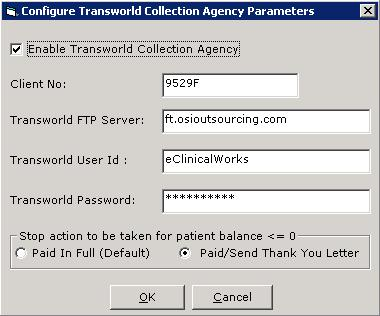 Configure Transworld Collection Agency Parameters
Enable Transworld Collection Agency
Client No: 9529F
Transworld FTP Server: ft.osioutsourcing.com
Transworld User Id : eClinicalWorks
Transworld Password: **********
Stop action to be taken for patient balance <= 0
Paid In Full (Default) Paid/Send Thank You Letter
OK Cancel